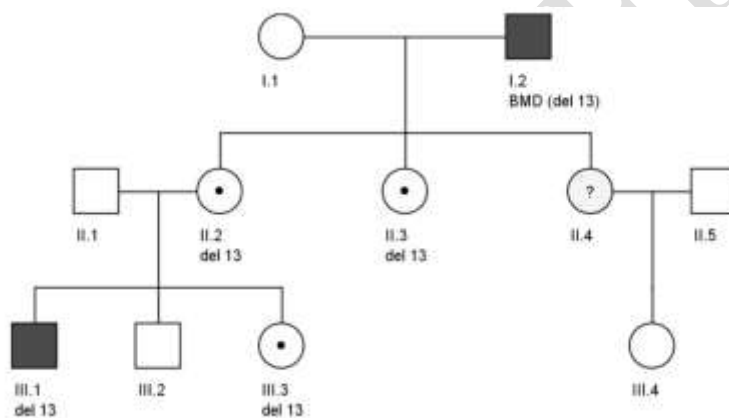 I.1
I.2
BMD (del 13)
?
II.1
II.2
del 13
II.3
del 13
II.4
II.5
III.1
del 13
III.2
III.3
del 13
III.4